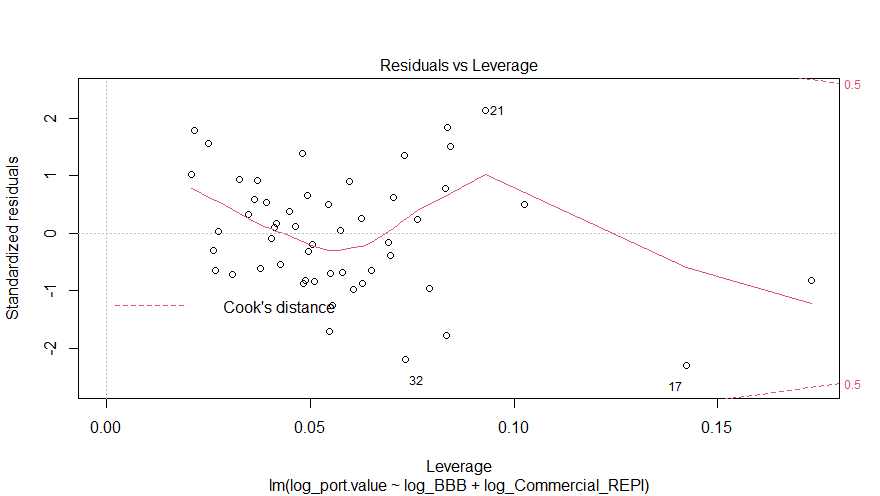 Residuals vs Leverage
0.5
21
2
1
0
-1
-2
Standardized residuals
Cook's distance
32
17
0.5
0.00 0.05 0.10 0.15
Leverage
lm(log_port.value ~ log_BBB + log_Commercial_REPI)